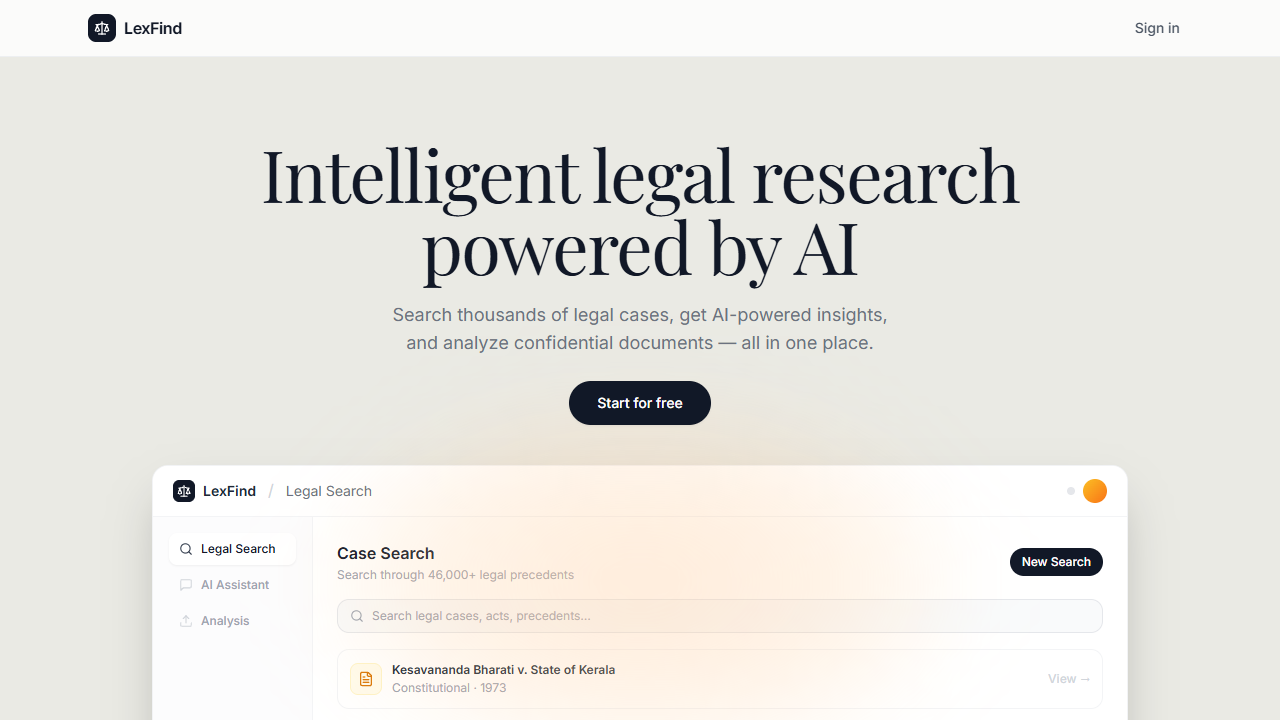 LexFind
Sign in
Intelligent legal research
powered by AI
Search thousands of legal cases, get AI-powered insights,
and analyze confidential documents — all in one place.
Start for free
LexFind / Legal Search
Legal Search
AI Assistant
Analysis
Case Search
Search through 46,000+ legal precedents
New Search
Search legal cases, acts, precedents...
Kesavananda Bharati v. State of Kerala
Constitutional · 1973
View →